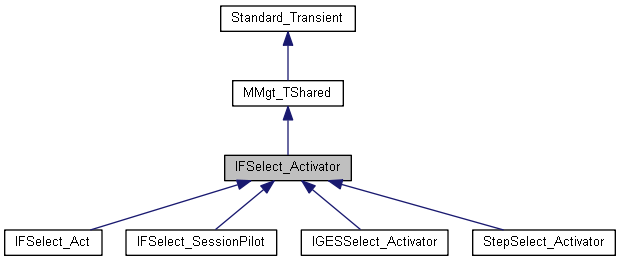 Standard_Transient
MMgt_TShared
IFSelect_Activator
IFSelect_Act
IFSelect_SessionPilot
IGESSelect_Activator
StepSelect_Activator